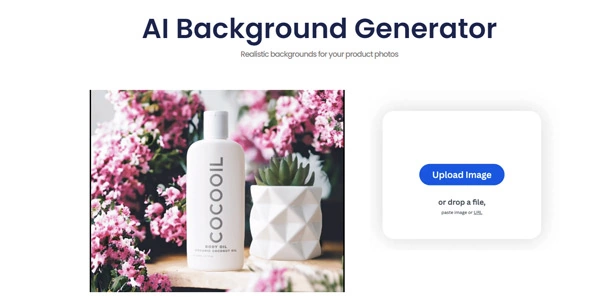 AI Background Generator
Realistic backgrounds for your product photos
COCOOIL
BODY OIL
Upload Image
or drop a file,
paste image or URL